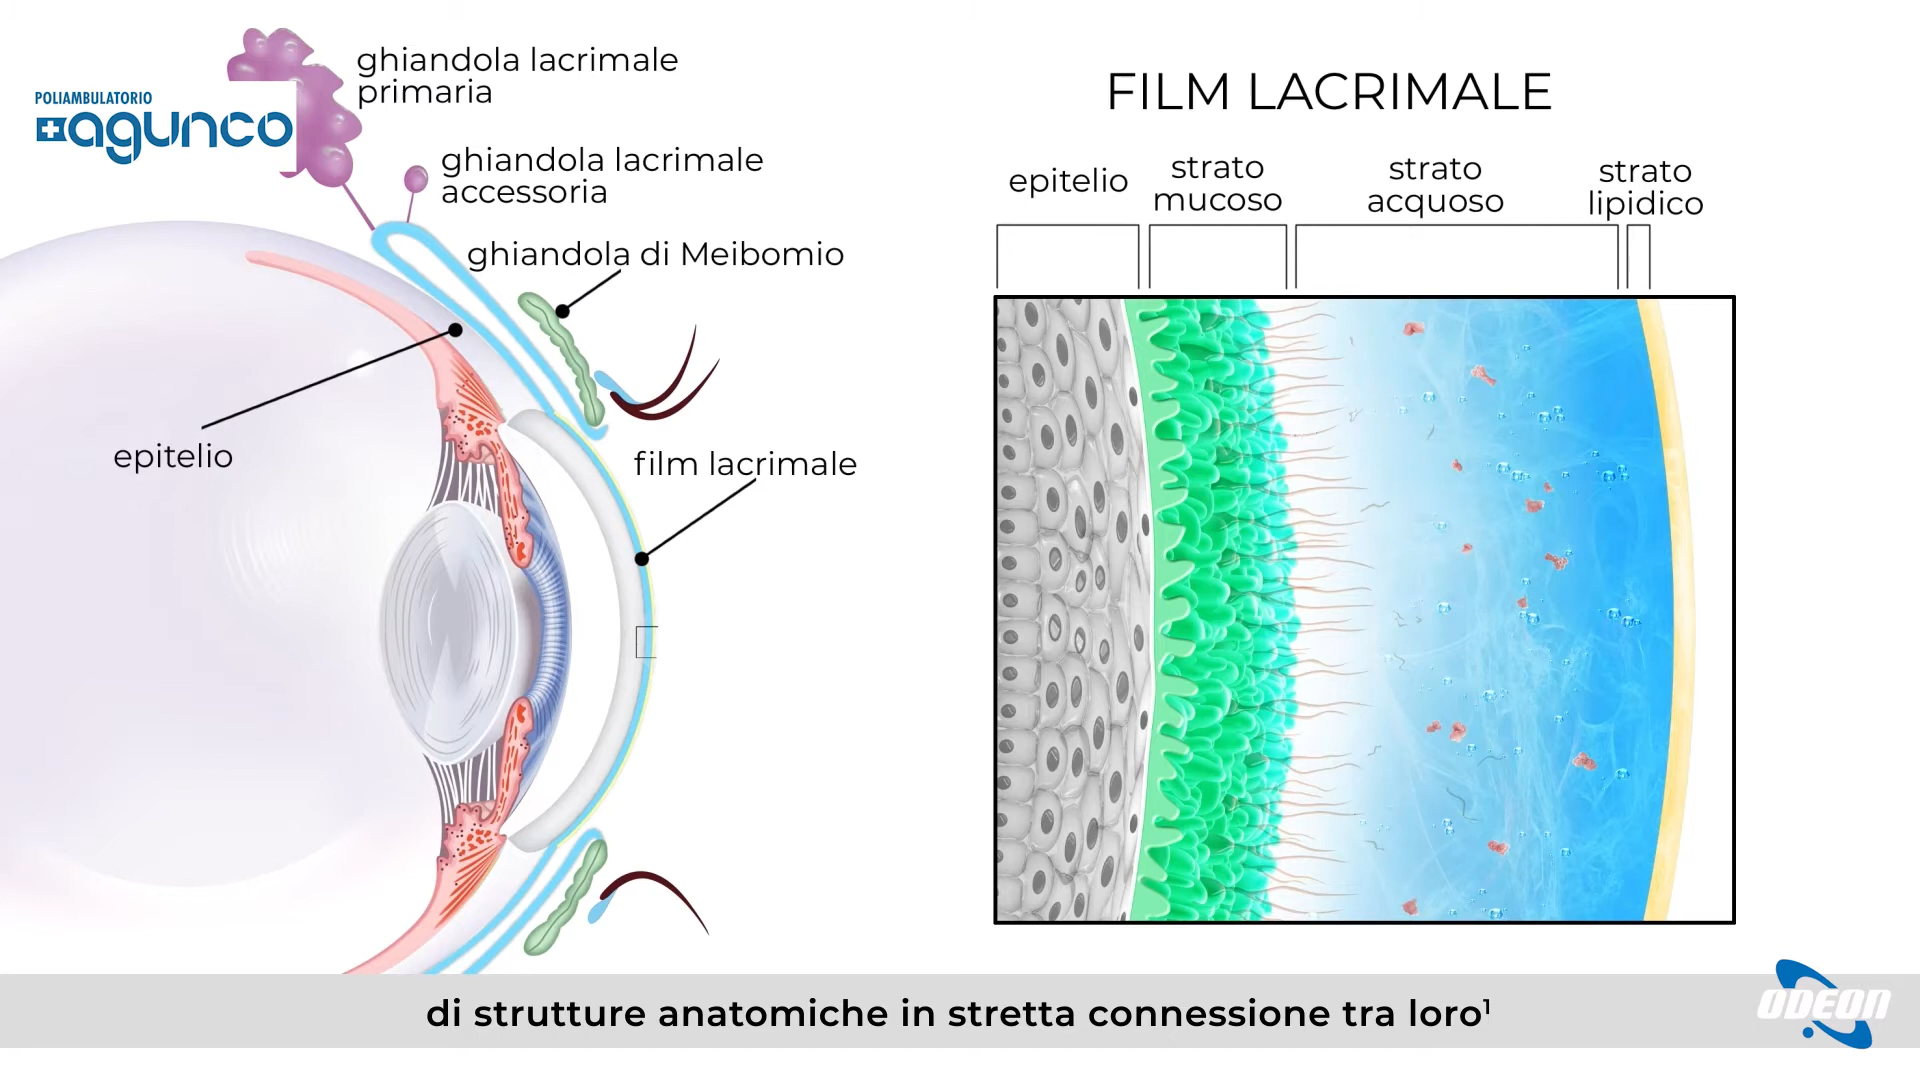 POLIAMBULATORIO
agunco
ghiandola lacrimale
primaria
ghiandola lacrimale
accessoria
ghiandola di Meibomio
epitelio
film lacrimale
FILM LACRIMALE
epitelio
strato
mucoso
strato
acquoso
strato
lipidico
di strutture anatomiche in stretta connessione tra loro¹
ODEON